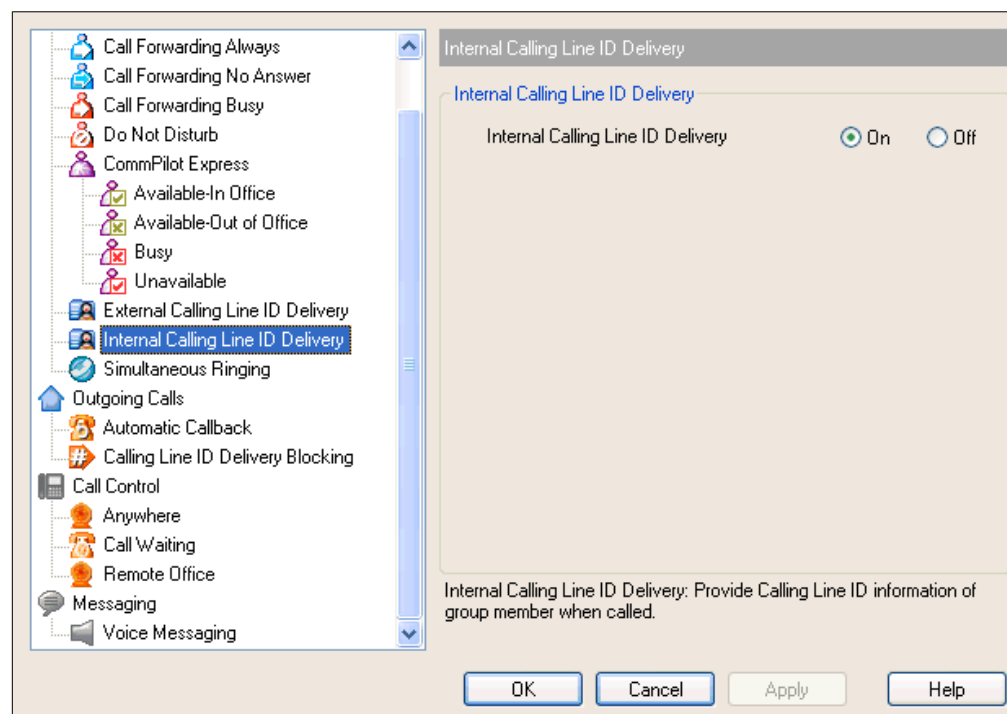 Call Forwarding Always
Call Forwarding No Answer
Call Forwarding Busy
Do Not Disturb
CommPilot Express
Available-In Office
Available-Out of Office
Busy
Unavailable
External Calling Line ID Delivery
Internal Calling Line ID Delivery
Simultaneous Ringing
Outgoing Calls
Automatic Callback
Calling Line ID Delivery Blocking
Call Control
Anywhere
Call Waiting
Remote Office
Messaging
Voice Messaging
Internal Calling Line ID Delivery
Internal Calling Line ID Delivery
Internal Calling Line ID Delivery On Off
Internal Calling Line ID Delivery: Provide Calling Line ID information of
group member when called.
OK Cancel Apply Help